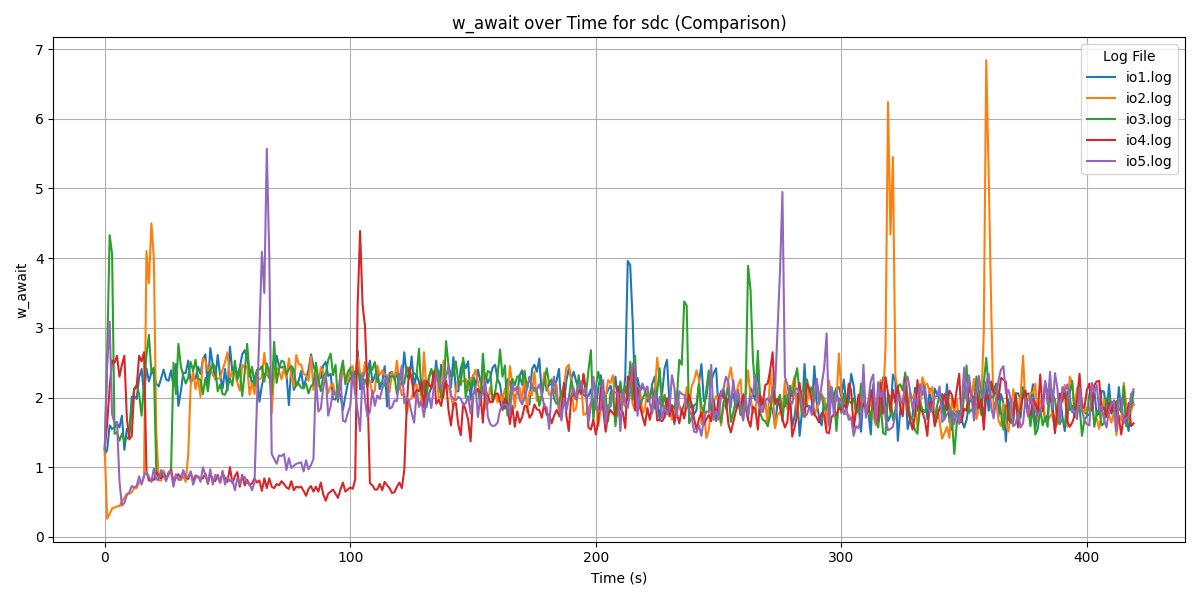 w_await over Time for sdc (Comparison)
7
6
5
4
3
2
1
0
w_await
Log File
io1.log
io2.log
io3.log
io4.log
io5.log
0 100 200 300 400
Time (s)